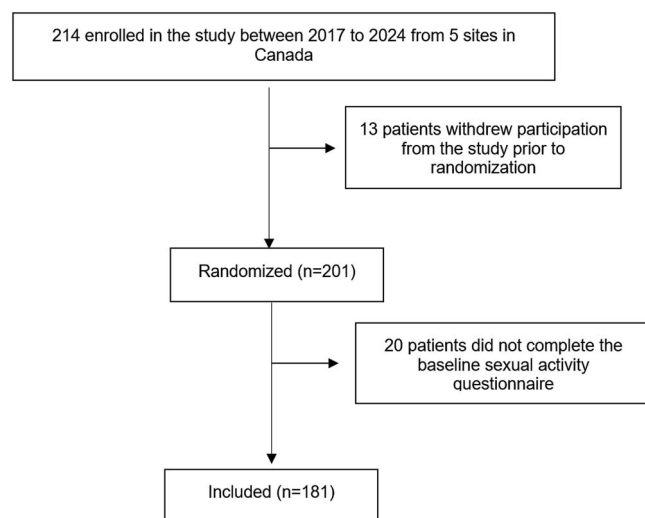 214 enrolled in the study between 2017 to 2024 from 5 sites in
Canada
13 patients withdrew participation
from the study prior to
randomization
Randomized (n=201)
20 patients did not complete the
baseline sexual activity
questionnaire
Included (n=181)